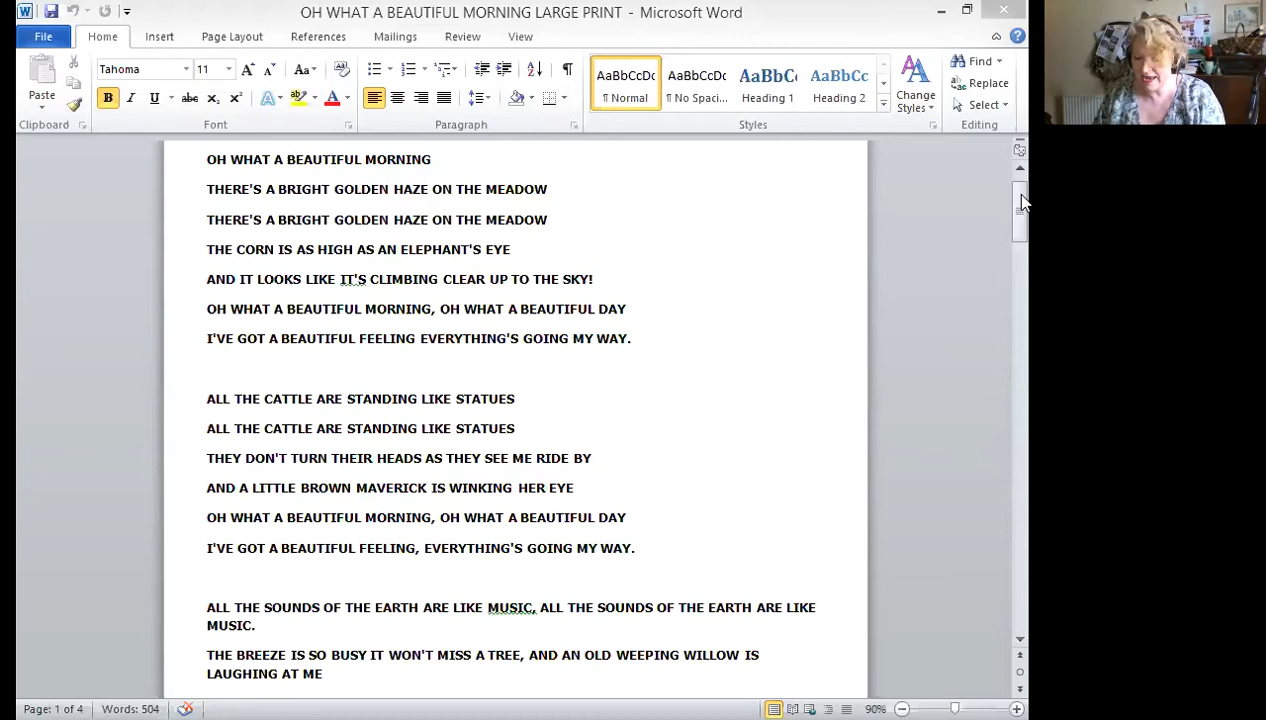 OH WHAT A BEAUTIFUL MORNING LARGE PRINT - Microsoft Word
File Home Insert Page Layout References Mailings Review View
Paste
Clipboard
Tahoma 11
Font
Paragraph
AaBbCcDc AaBbCcDc AaBbC AaBbCc
¶ Normal ¶ No Spaci... Heading 1 Heading 2
Change Styles
Styles
Find
Replace
Select
Editing
OH WHAT A BEAUTIFUL MORNING
THERE'S A BRIGHT GOLDEN HAZE ON THE MEADOW
THERE'S A BRIGHT GOLDEN HAZE ON THE MEADOW
THE CORN IS AS HIGH AS AN ELEPHANT'S EYE
AND IT LOOKS LIKE IT'S CLIMBING CLEAR UP TO THE SKY!
OH WHAT A BEAUTIFUL MORNING, OH WHAT A BEAUTIFUL DAY
I'VE GOT A BEAUTIFUL FEELING EVERYTHING'S GOING MY WAY.
ALL THE CATTLE ARE STANDING LIKE STATUES
ALL THE CATTLE ARE STANDING LIKE STATUES
THEY DON'T TURN THEIR HEADS AS THEY SEE ME RIDE BY
AND A LITTLE BROWN MAVERICK IS WINKING HER EYE
OH WHAT A BEAUTIFUL MORNING, OH WHAT A BEAUTIFUL DAY
I'VE GOT A BEAUTIFUL FEELING, EVERYTHING'S GOING MY WAY.
ALL THE SOUNDS OF THE EARTH ARE LIKE MUSIC, ALL THE SOUNDS OF THE EARTH ARE LIKE
MUSIC.
THE BREEZE IS SO BUSY IT WON'T MISS A TREE, AND AN OLD WEEPING WILLOW IS
LAUGHING AT ME
Page: 1 of 4 Words: 504 90%